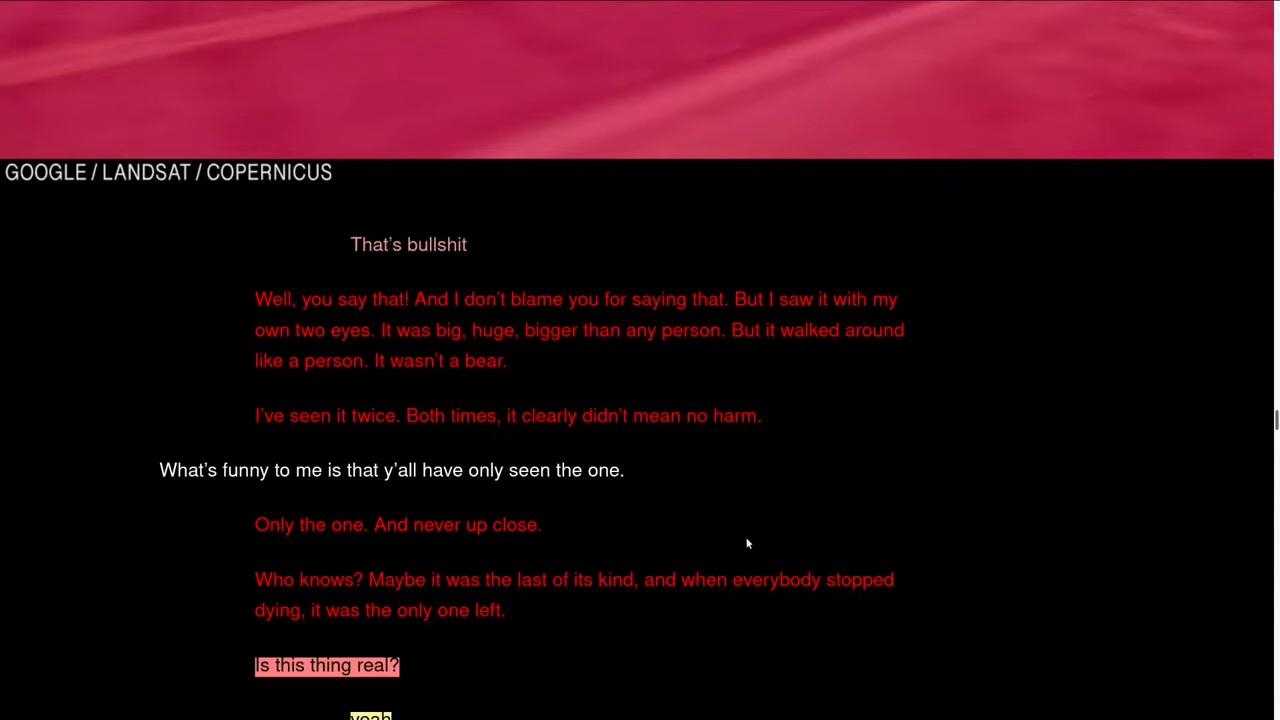 GOOGLE / LANDSAT / COPERNICUS
That's bullshit
Well, you say that! And I don't blame you for saying that. But I saw it with my
own two eyes. It was big, huge, bigger than any person. But it walked around
like a person. It wasn't a bear.
I've seen it twice. Both times, it clearly didn't mean no harm.
What's funny to me is that y'all have only seen the one.
Only the one. And never up close.
Who knows? Maybe it was the last of its kind, and when everybody stopped
dying, it was the only one left.
Is this thing real?
yeah